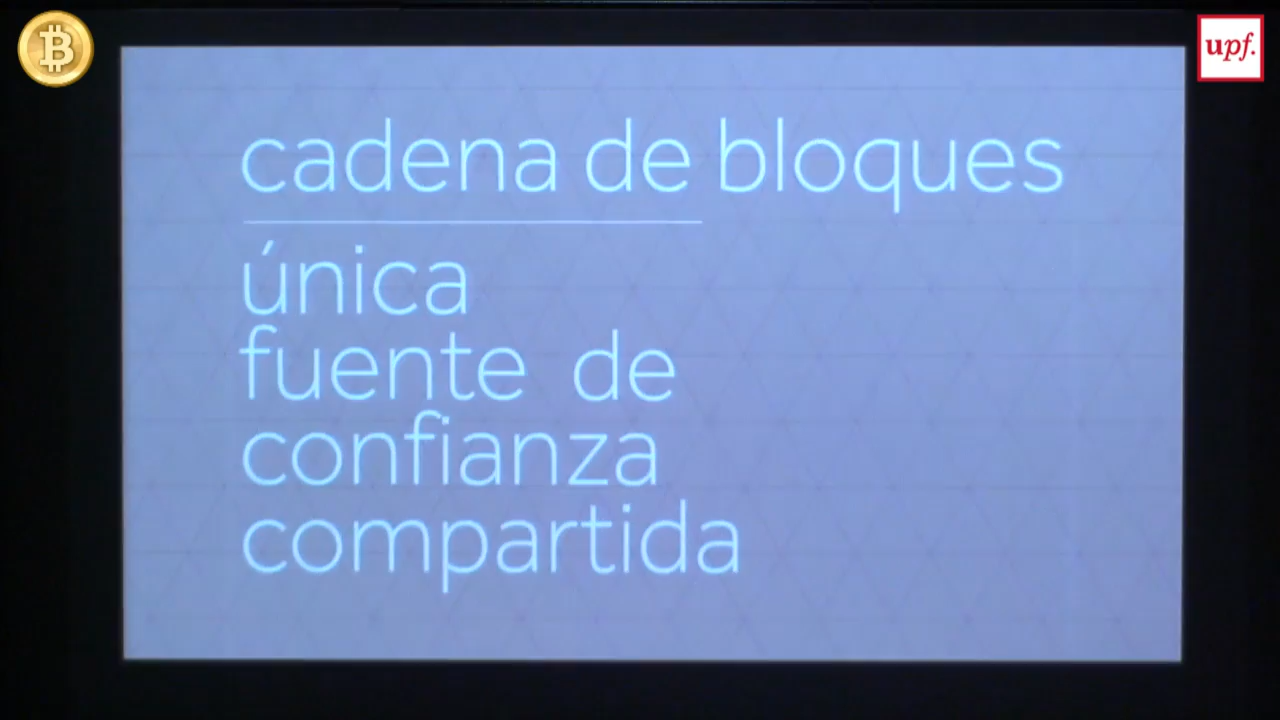 upf.
cadena de bloques
única
fuente de
confianza
compartida